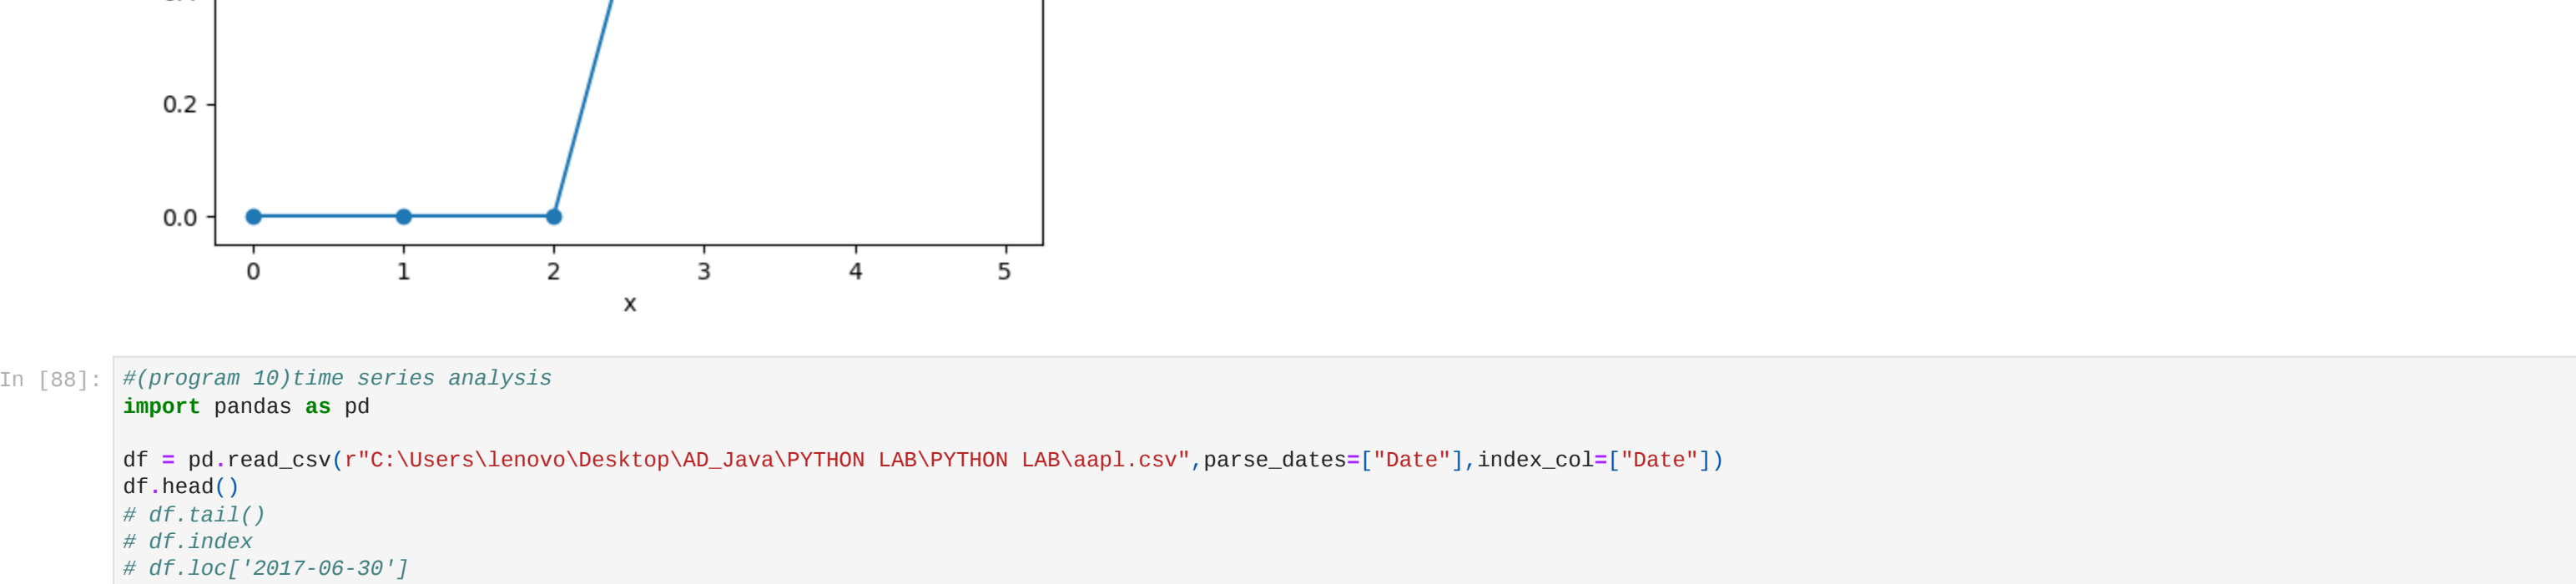 0.2
0.0
0 1 2 3 4 5
x
In [88]:
#(program 10)time series analysis
import pandas as pd
df = pd.read_csv(r"C:\Users\lenovo\Desktop\AD_Java\PYTHON LAB\PYTHON LAB\aapl.csv",parse_dates=["Date"],index_col=["Date"])
df.head()
# df.tail()
# df.index
# df.loc['2017-06-30']